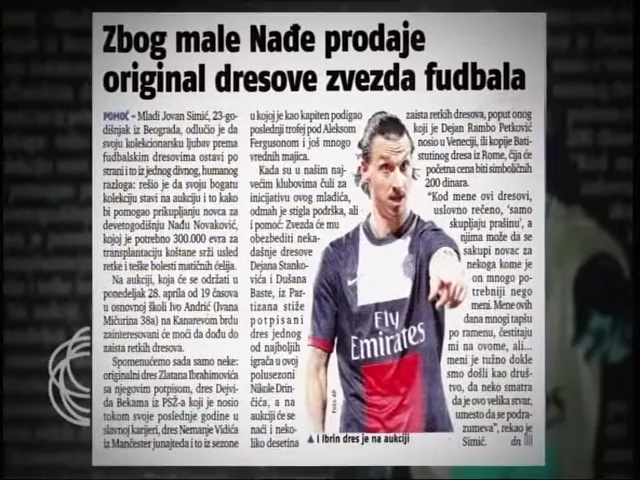 Zbog male Nađe prodaje
original dresove zvezda fudbala
POMOĆ – Mladi Jovan Simić, 23-go-
dišnjak iz Beograda, odlučio je da
svoju kolekcionarsku ljubav prema
fudbalskim dresovima ostavi po
strani i to iz jednog divnog, humanog
razloga: rešio je da svoju bogatu
kolekciju stavi na aukciju i to kako
bi pomogao prikupljanju novca za
devetogodišnju Nađu Novaković,
kojoj je potrebno 300.000 evra za
transplantaciju koštane srži usled
retke i teške bolesti matičnih ćelija.
Na aukciji, koja će se održati u
ponedeljak 28. aprila od 19 časova
u osnovnoj školi Ivo Andrić (Ivana
Mičurina 38a) na Kanarevom brdu
zainteresovani će moći da dođu do
zaista retkih dresova.
Spomenućemo sada samo neke:
originalni dres Zlatana Ibrahimovića
sa njegovim potpisom, dres Dejvi-
da Bekama iz PSŽ-a koji je nosio
tokom svoje poslednje godine u
slavnoj karijeri, dres Nemanje Vidića
iz Mančester junajteda i to iz sezone
u kojoj je kao kapiten podigao
poslednji trofej pod Aleksom
Fergusonom i još mnogo
vrednih majica.
Kada su u našim naj-
većim klubovima čuli za
inicijativu ovog mladića,
odmah je stigla podrška, ali
i pomoć: Zvezda će mu
obezbediti neka-
dašnje dresove
Dejana Stanko-
vića i Dušana
Baste, iz Par-
tizana stiže
potpisani
dres jednog
od najboljih
igrača u ovoj
polusezoni
Nikole Drin-
čića, a na
aukciji će se
naći i neko-
liko desetina
zaista retkih dresova, poput onog
koji je Dejan Rambo Petković
nosio u Veneciji, ili kopije Bati-
stutinog dresa iz Rome, čija će
početna cena biti simboličnih
200 dinara.
"Kod mene ovi dresovi,
uslovno rečeno, 'samo
skupljaju prašinu', a
njima može da se
sakupi novac za
nekoga kome je
on mnogo po-
trebniji nego
meni. Mene ovih
dana mnogi tapšu
po ramenu, čestitaju
mi na ovome, ali...
meni je tužno dokle
smo došli kao druš-
tvo, da neko smatra
da je ovo velika stvar,
umesto da se podra-
zumeva", rekao je
Simić. dn
Fly
Emirates
Foto AP
I Ibrin dres je na aukciji